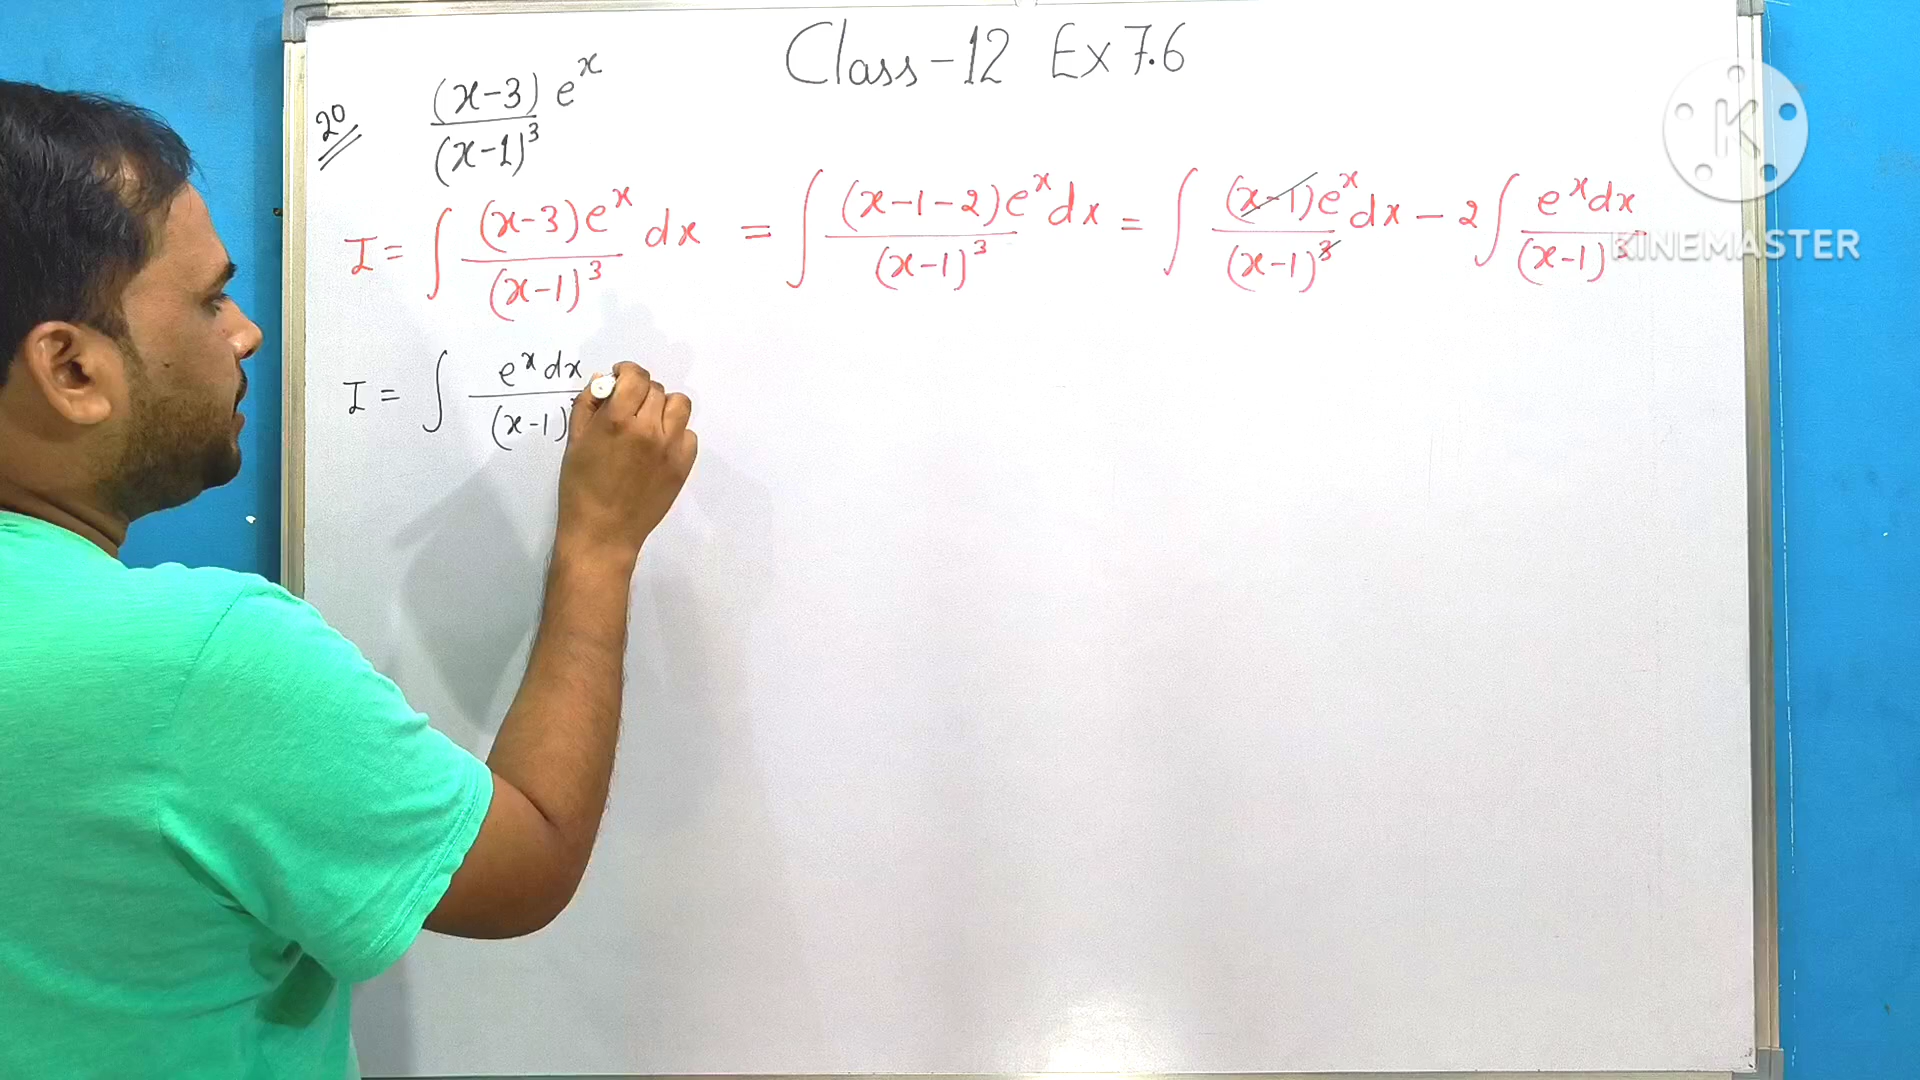 Class-12 Ex 7.6
20 (x-3) e^x / (x-1)^3
I = ∫ (x-3)e^x / (x-1)^3 dx = ∫ (x-1-2)e^x dx / (x-1)^3 = ∫ (x-1)e^x / (x-1)^3 dx - 2 ∫ e^x dx / (x-1)^3
I = ∫ e^x dx / (x-1)
K
KINEMASTER